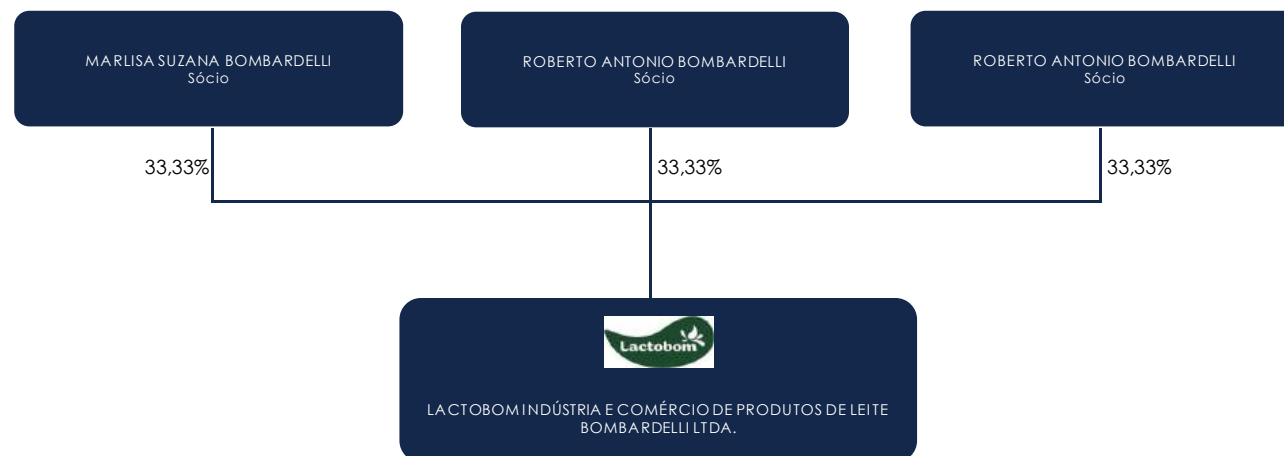 MARLISA SUZANA BOMBARDELLI
Sócio
ROBERTO ANTONIO BOMBARDELLI
Sócio
ROBERTO ANTONIO BOMBARDELLI
Sócio
33,33%
33,33%
33,33%
Lactobom
LACTOBOM INDÚSTRIA E COMÉRCIO DE PRODUTOS DE LEITE
BOMBARDELLI LTDA.